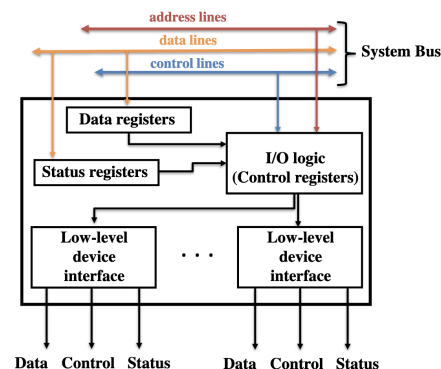 address lines
data lines
control lines
System Bus
Data registers
Status registers
I/O logic
(Control registers)
Low-level
device
interface
. . .
Low-level
device
interface
Data Control Status
Data Control Status